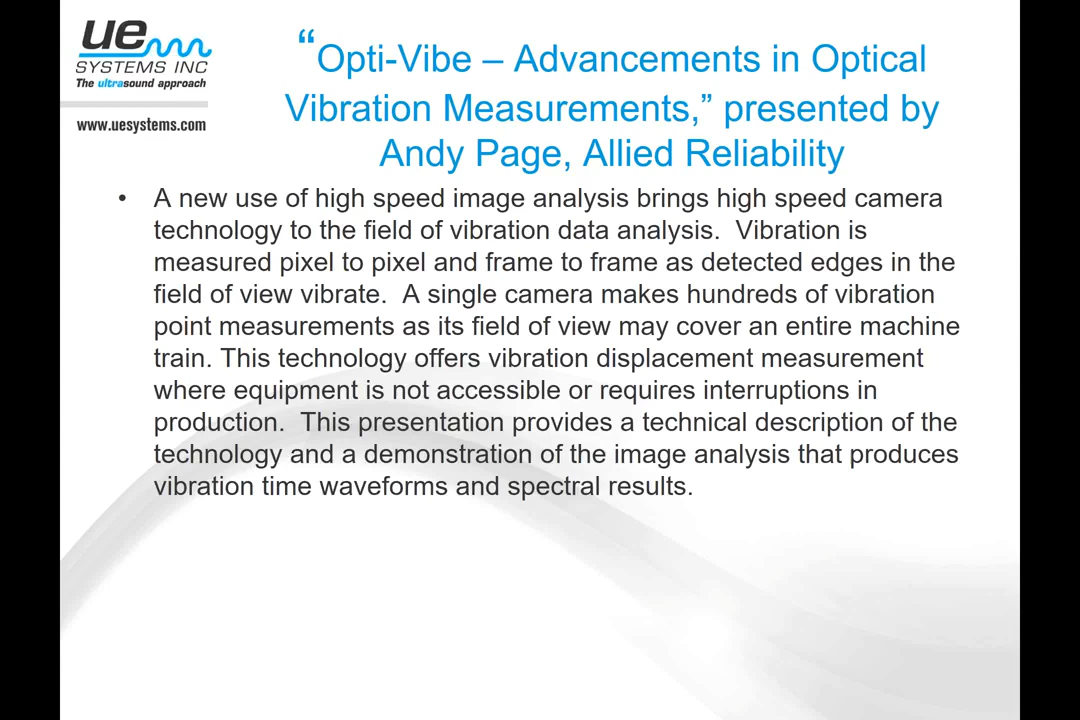 ue
SYSTEMS INC
The ultrasound approach
www.uesystems.com
“Opti-Vibe – Advancements in Optical
Vibration Measurements,” presented by
Andy Page, Allied Reliability
• A new use of high speed image analysis brings high speed camera
technology to the field of vibration data analysis.  Vibration is
measured pixel to pixel and frame to frame as detected edges in the
field of view vibrate.  A single camera makes hundreds of vibration
point measurements as its field of view may cover an entire machine
train. This technology offers vibration displacement measurement
where equipment is not accessible or requires interruptions in
production.  This presentation provides a technical description of the
technology and a demonstration of the image analysis that produces
vibration time waveforms and spectral results.